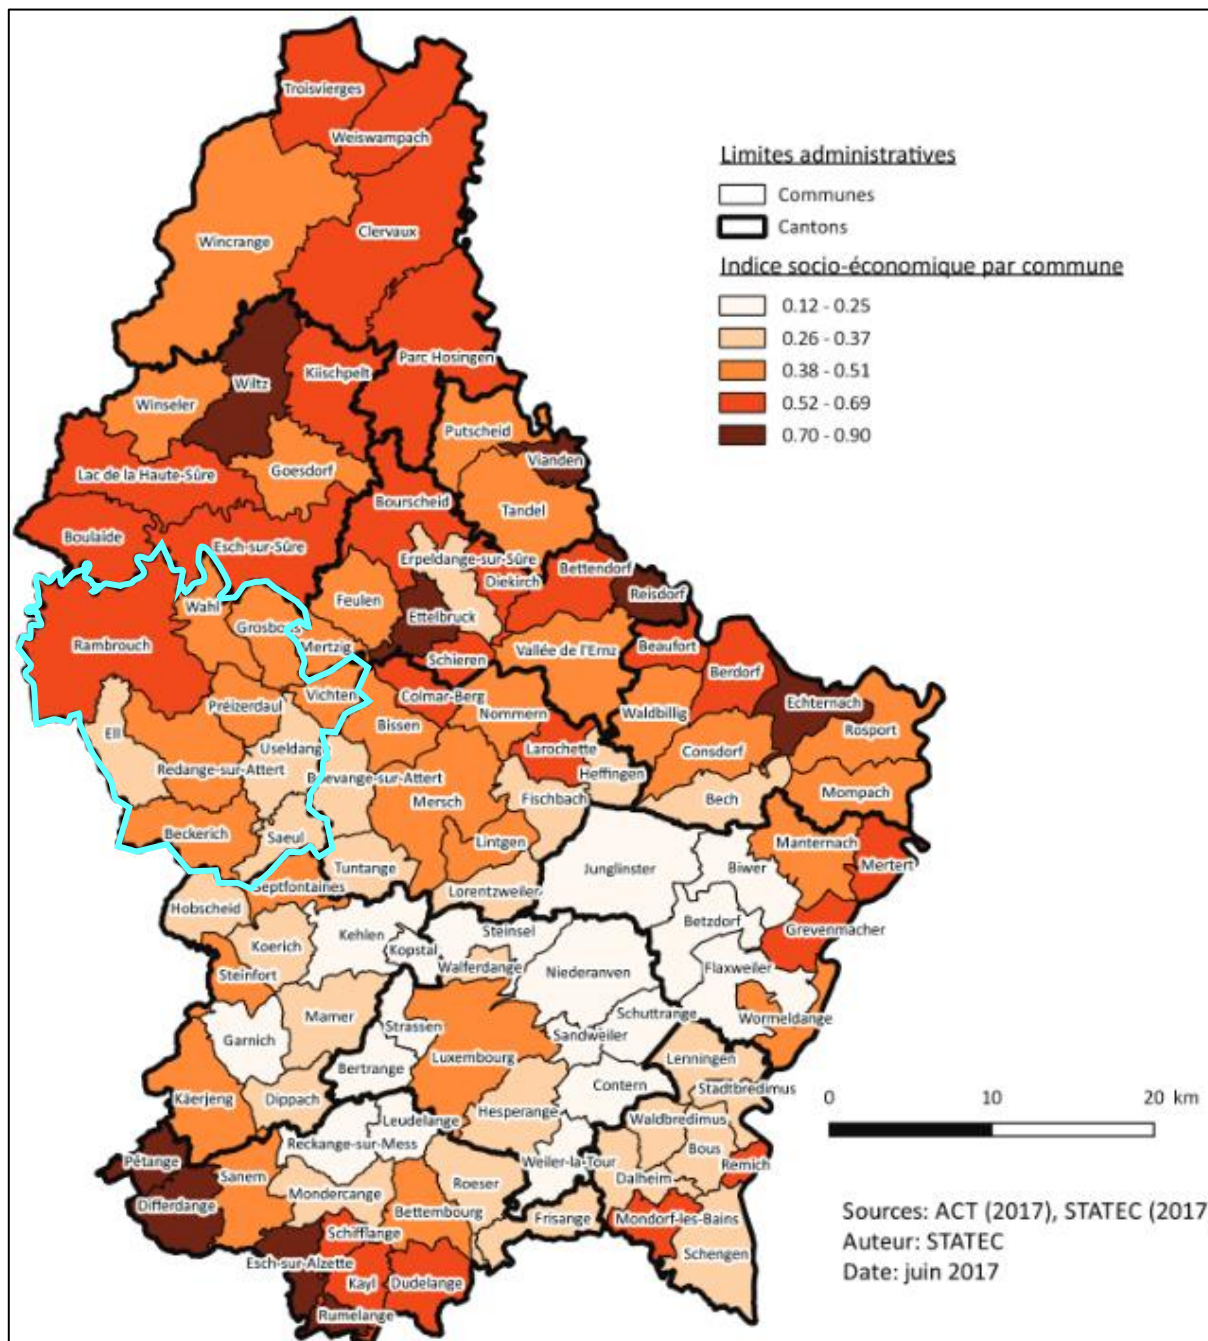 Troisvierges
Weiswampach
Limites administratives
Communes
Cantons
Clervaux
Wincrange
Indice socio-économique par commune
0.12 - 0.25
0.26 - 0.37
0.38 - 0.51
0.52 - 0.69
0.70 - 0.90
Parc Hosingen
Kiischpelt
Wiltz
Winseler
Putscheid
Vianden
Goesdorf
Lac de la Haute-Sûre
Bourscheid
Tandel
Boulaide
Esch-sur-Sûre
Erpeldange-sur-Sûre
Bettendorf
Diekirch
Reisdorf
Feulen
Wahl
Ettelbruck
Grosbous
Rambrouch
Mertzig
Vallée de l'Ernz
Beaufort
Schieren
Berdorf
Vichten
Colmar-Berg
Echternach
Préizerdaul
Nommern
Waldbillig
Bissen
Rosport
Ell
Useldang
Larochette
Consdorf
Redange-sur-Attert
Boevange-sur-Attert
Heffingen
Mompach
Fischbach
Bech
Mersch
Beckerich
Saeul
Lintgen
Manternach
Tuntange
Junglinster
Biwer
Mertert
Septfontaines
Lorentzweiler
Hobscheid
Betzdorf
Kehlen
Steinsel
Grevenmacher
Koerich
Kopstal
Walferdange
Flaxweiler
Steinfort
Niederanven
Mamer
Schuttrange
Wormeldange
Strassen
Sandweiler
Garnich
Luxembourg
Lenningen
Bertrange
Contern
Stadtbredimus
0 10 20 km
Käerjeng
Dippach
Hesperange
Waldbredimus
Leudelange
Reckange-sur-Mess
Bous
Pétange
Weiler-la-Tour
Remich
Sanem
Roeser
Dalheim
Mondercange
Differdange
Bettembourg
Frisange
Mondorf-les-Bains
Sources: ACT (2017), STATEC (2017
Schifflange
Auteur: STATEC
Schengen
Esch-sur-Alzette
Date: juin 2017
Kayl
Dudelange
Rumelange